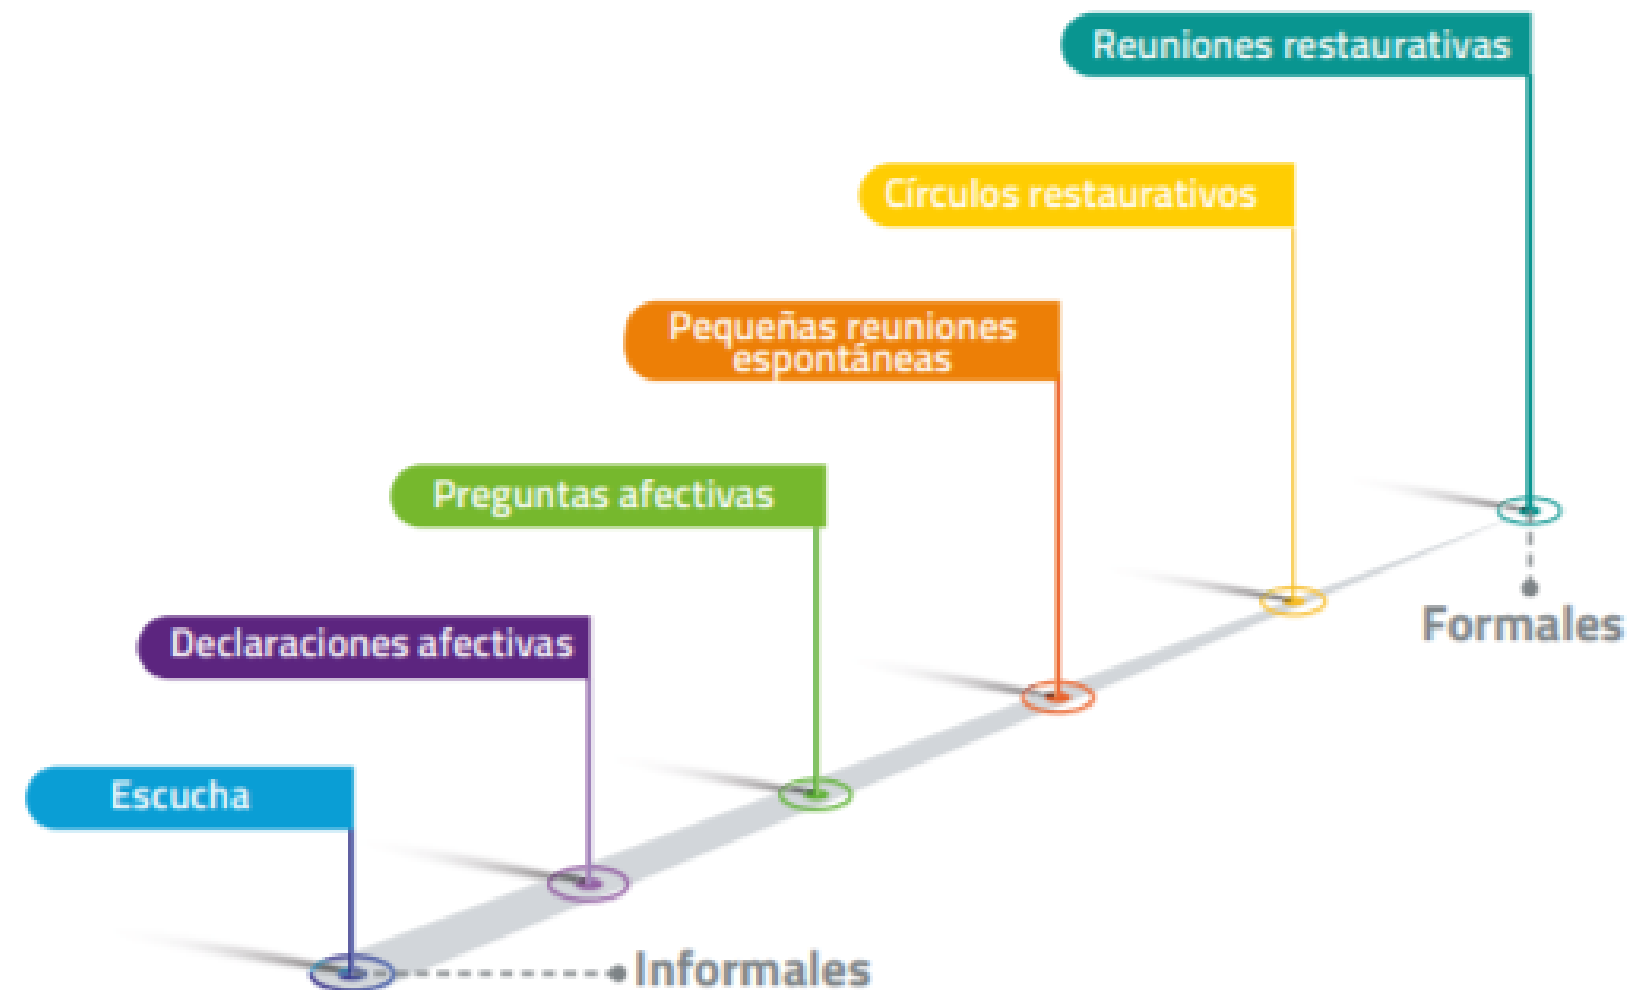 Reuniones restaurativas
Círculos restaurativos
Pequeñas reuniones
espontáneas
Preguntas afectivas
Formales
Declaraciones afectivas
Escucha
Informales